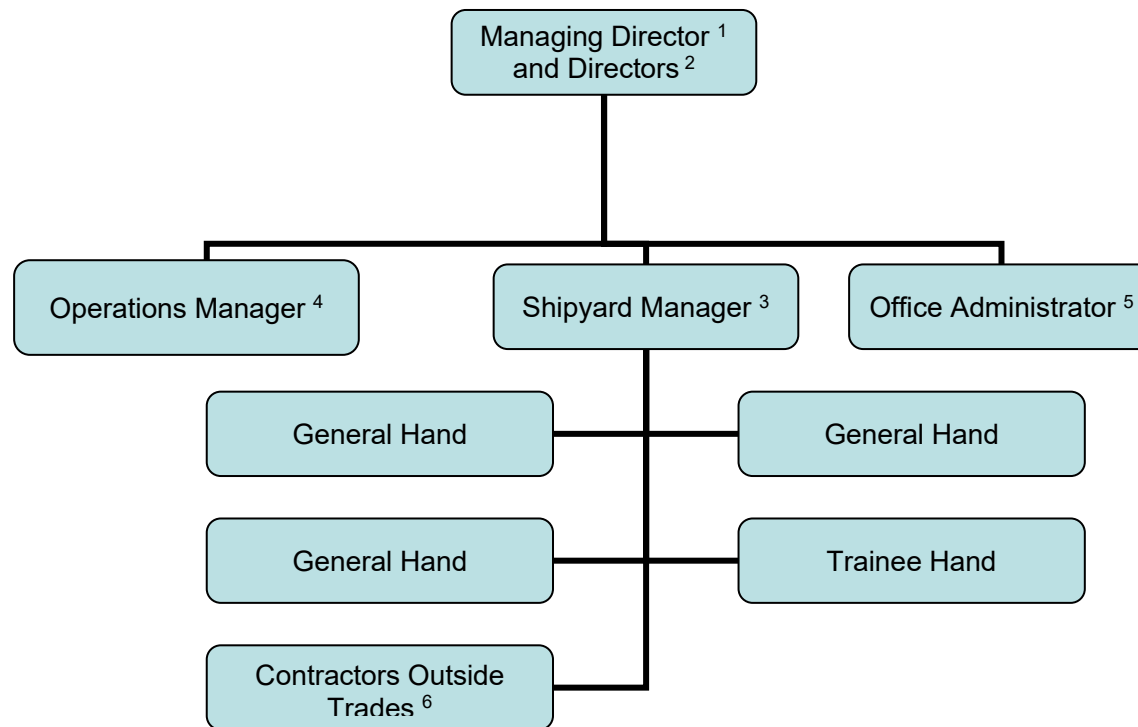 Managing Director ¹
and Directors ²
Operations Manager ⁴
Shipyard Manager ³
Office Administrator ⁵
General Hand
General Hand
General Hand
Trainee Hand
Contractors Outside
Trades ⁶